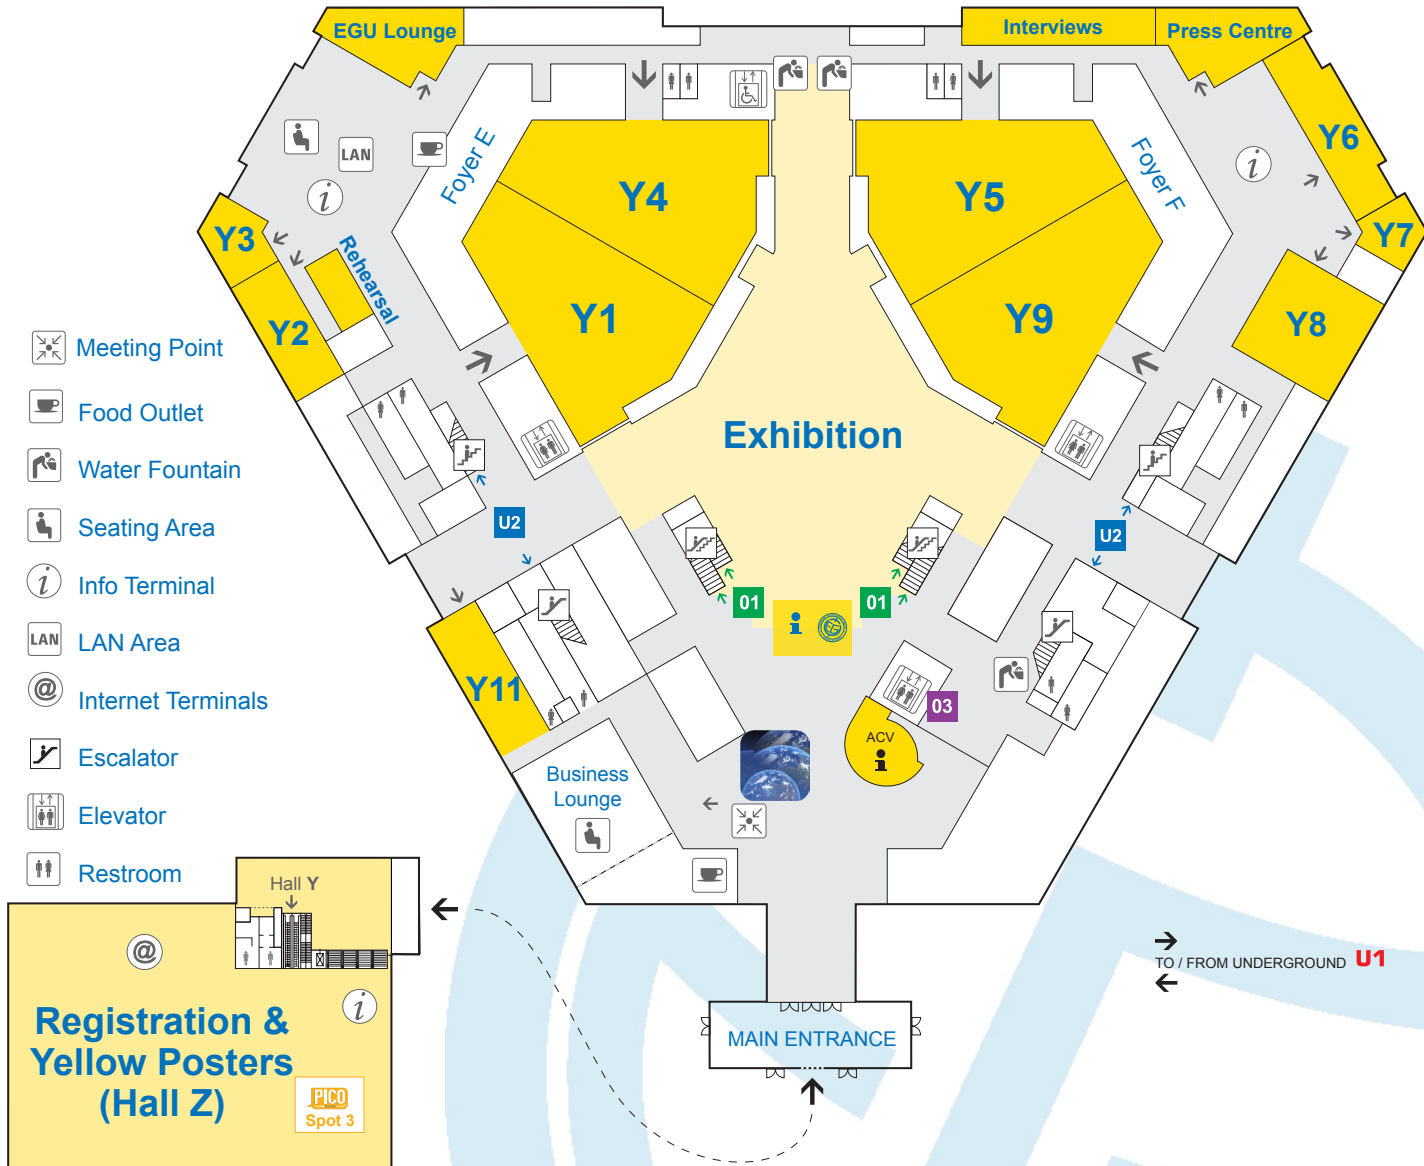 EGU Lounge
Interviews
Press Centre
Foyer E
Foyer F
LAN
i
i
Y4
Y5
Y6
Y7
Y3
Rehearsal
Y2
Y1
Y9
Y8
Exhibition
Meeting Point
Food Outlet
Water Fountain
Seating Area
i Info Terminal
LAN LAN Area
@ Internet Terminals
Escalator
Elevator
Restroom
U2
U2
01
01
i
Y11
03
ACV
i
Business
Lounge
Hall Y
@
i
Registration &
Yellow Posters
(Hall Z)
PICO
Spot 3
MAIN ENTRANCE
TO / FROM UNDERGROUND U1